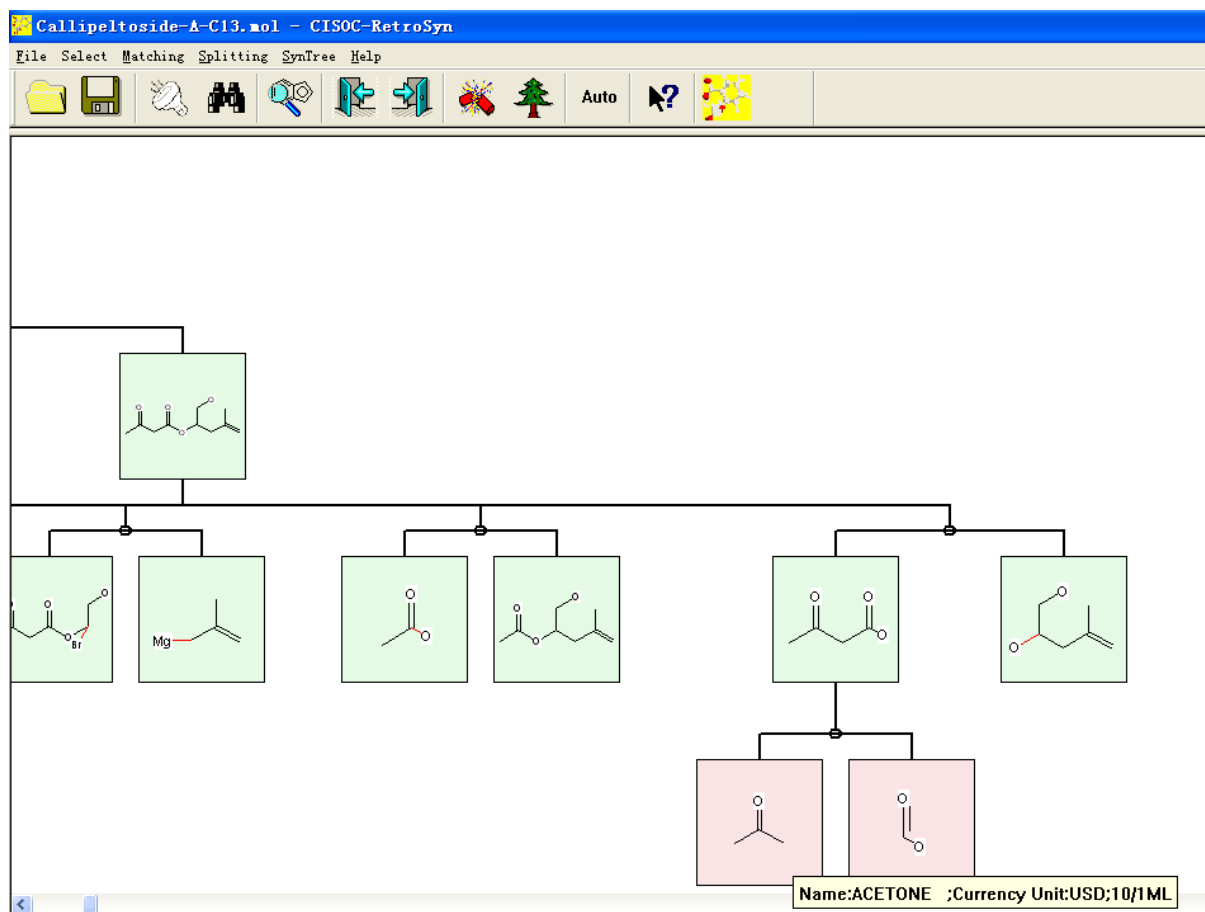 Callipeltoside-A-C13.mol - CISOC-RetroSyn
File Select Matching Splitting SynTree Help
Auto ?
O O O O
O O O Br
Mg
O O
O O O
O O O
O O
O
O O
Name:ACETONE ;Currency Unit:USD;10/1ML